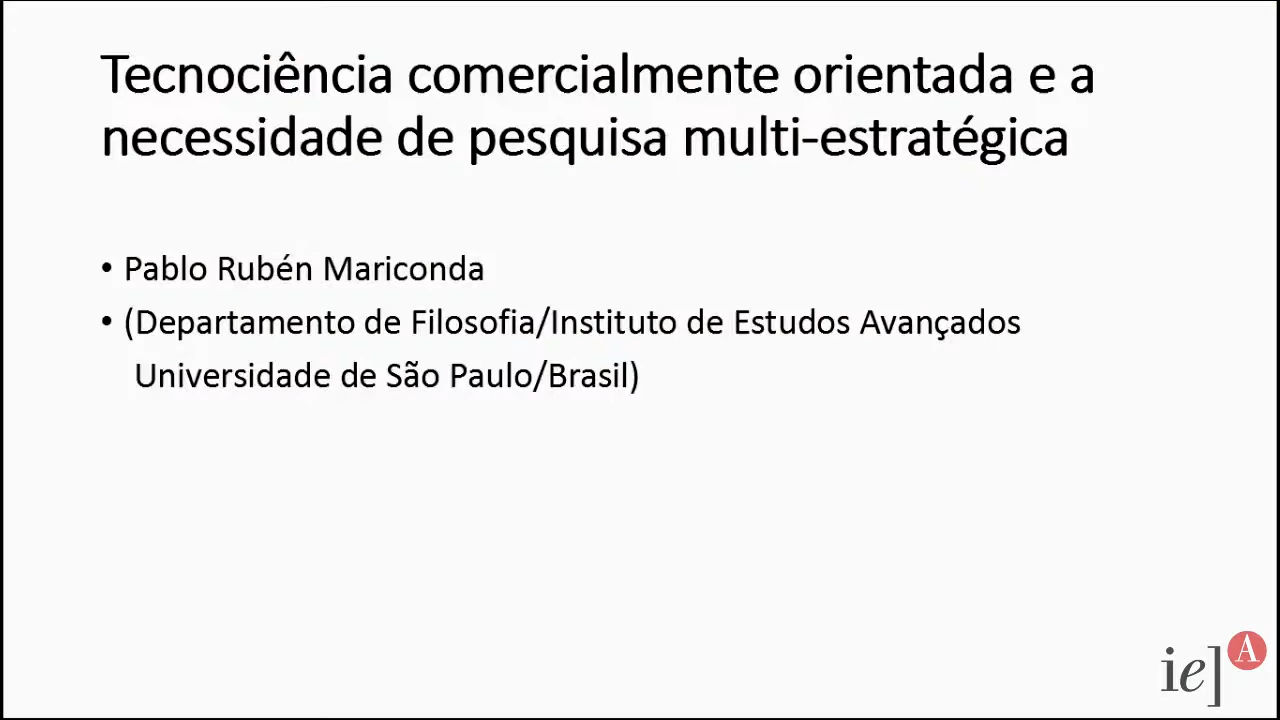 Tecnociência comercialmente orientada e a
necessidade de pesquisa multi-estratégica
• Pablo Rubén Mariconda
• (Departamento de Filosofia/Instituto de Estudos Avançados
Universidade de São Paulo/Brasil)
ie] A